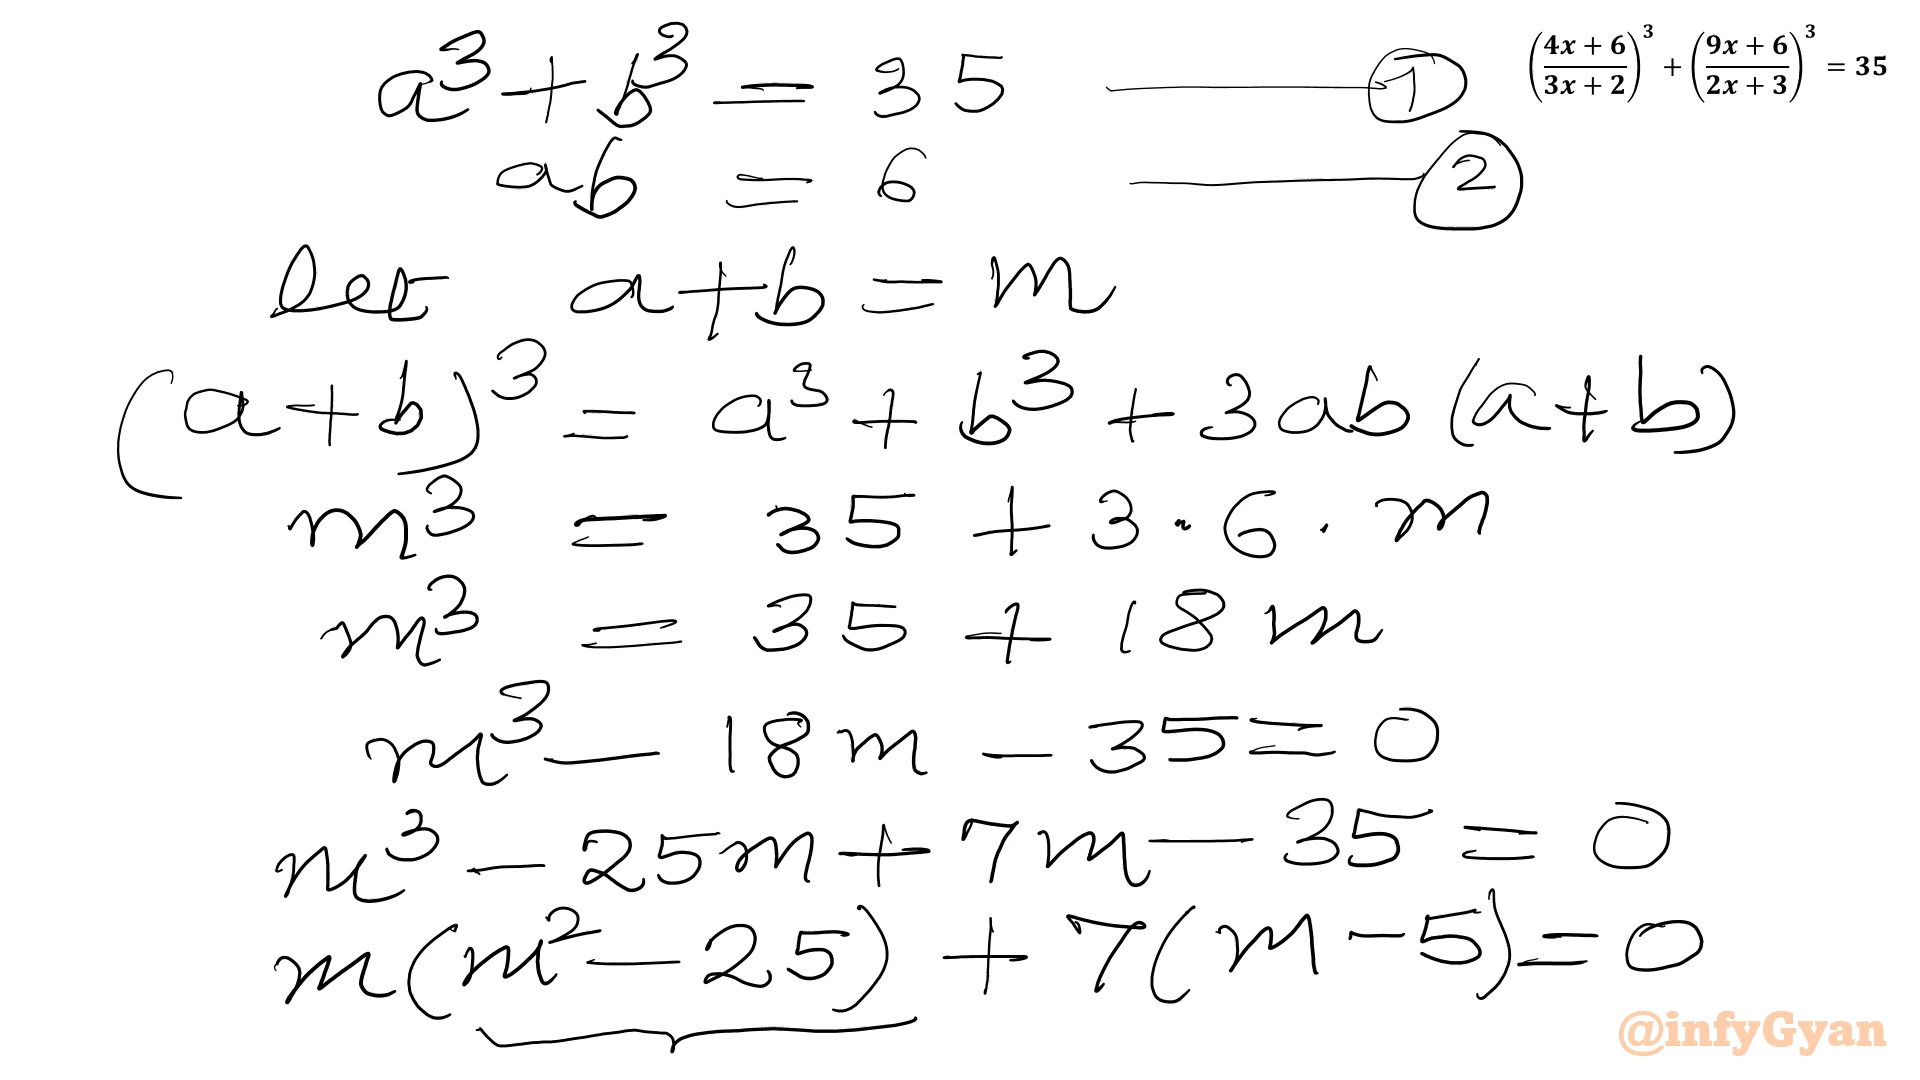 a³ + b³ = 35 ——— ①
((4x + 6)/(3x + 2))³ + ((9x + 6)/(2x + 3))³ = 35
ab = 6 ——— ②
let a+b = m
(a+b)³ = a³ + b³ + 3ab(a+b)
m³ = 35 + 3·6·m
m³ = 35 + 18m
m³ − 18m − 35 = 0
m³ − 25m + 7m − 35 = 0
m(m² − 25) + 7(m − 5) = 0
@infyGyan